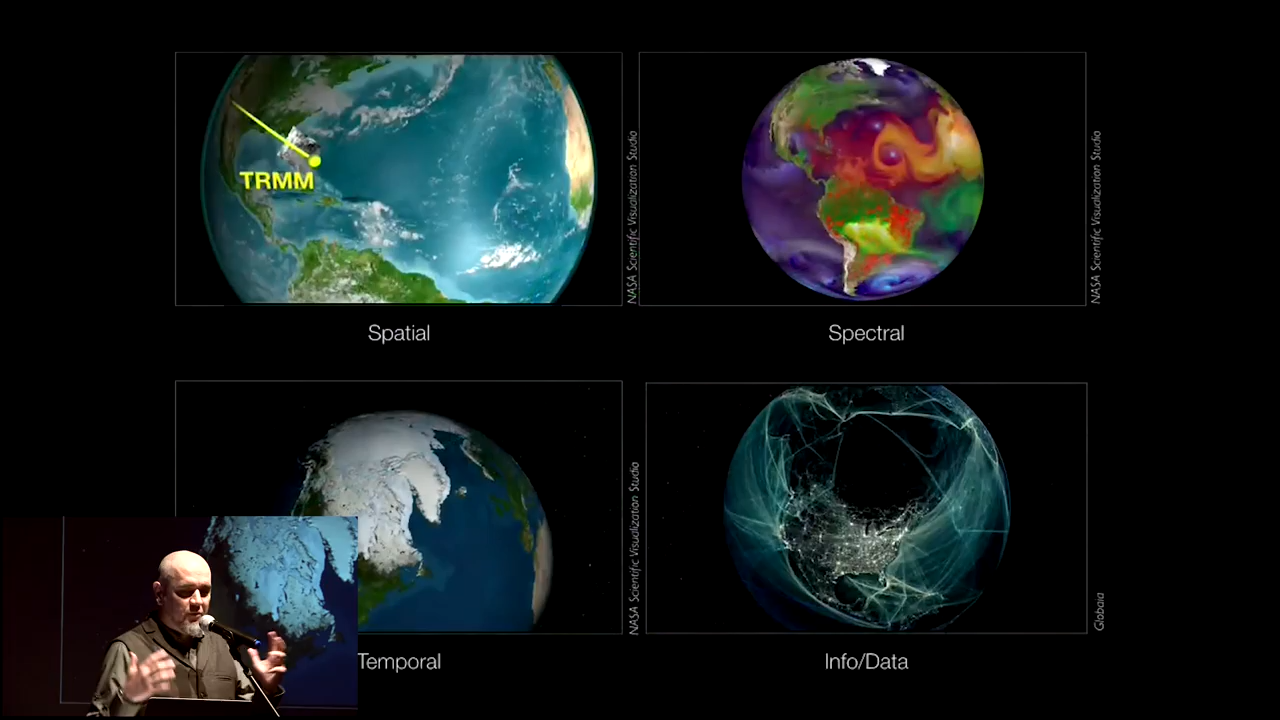 TRMM
NASA Scientific Visualization Studio
NASA Scientific Visualization Studio
Spatial
Spectral
NASA Scientific Visualization Studio
Globaia
Temporal
Info/Data